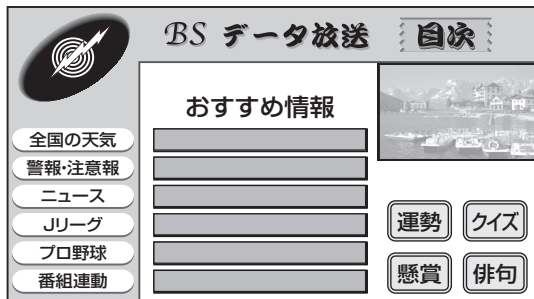 BS データ放送 目次
おすすめ情報
全国の天気
警報・注意報
ニュース
Jリーグ
プロ野球
番組連動
運勢 クイズ
懸賞 俳句